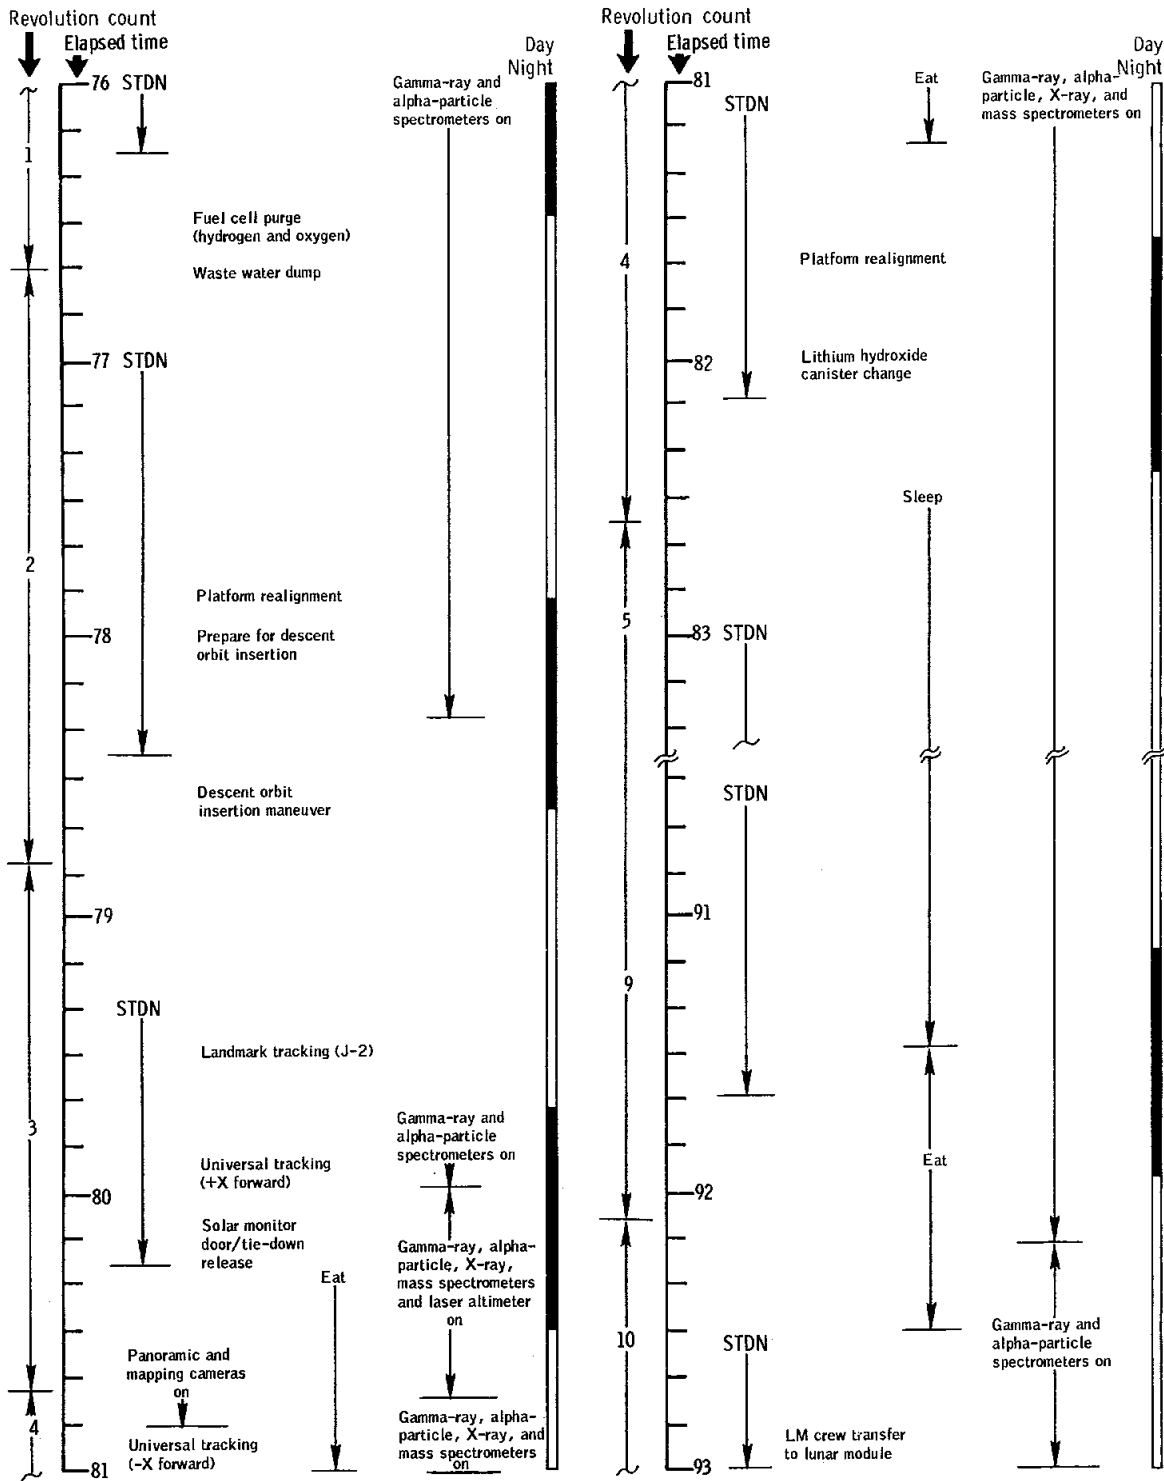 Revolution count
Elapsed time
Day
Night
76 STDN
Gamma-ray and
alpha-particle
spectrometers on
1
Fuel cell purge
(hydrogen and oxygen)
Waste water dump
77 STDN
2
Platform realignment
78
Prepare for descent
orbit insertion
Descent orbit
insertion maneuver
79
STDN
Landmark tracking (J-2)
3
Gamma-ray and
alpha-particle
spectrometers on
Universal tracking
(+X forward)
80
Solar monitor
door/tie-down
release
Gamma-ray, alpha-
particle, X-ray,
mass spectrometers
and laser altimeter
on
Eat
Panoramic and
mapping cameras
on
4
Universal tracking
(-X forward)
Gamma-ray, alpha-
particle, X-ray, and
mass spectrometers
on
81
Revolution count
Elapsed time
Day
Night
81
STDN
Eat
Gamma-ray, alpha-
particle, X-ray, and
mass spectrometers on
4
Platform realignment
82
Lithium hydroxide
canister change
Sleep
5
83 STDN
STDN
91
9
Eat
92
10
STDN
Gamma-ray and
alpha-particle
spectrometers on
LM crew transfer
to lunar module
93